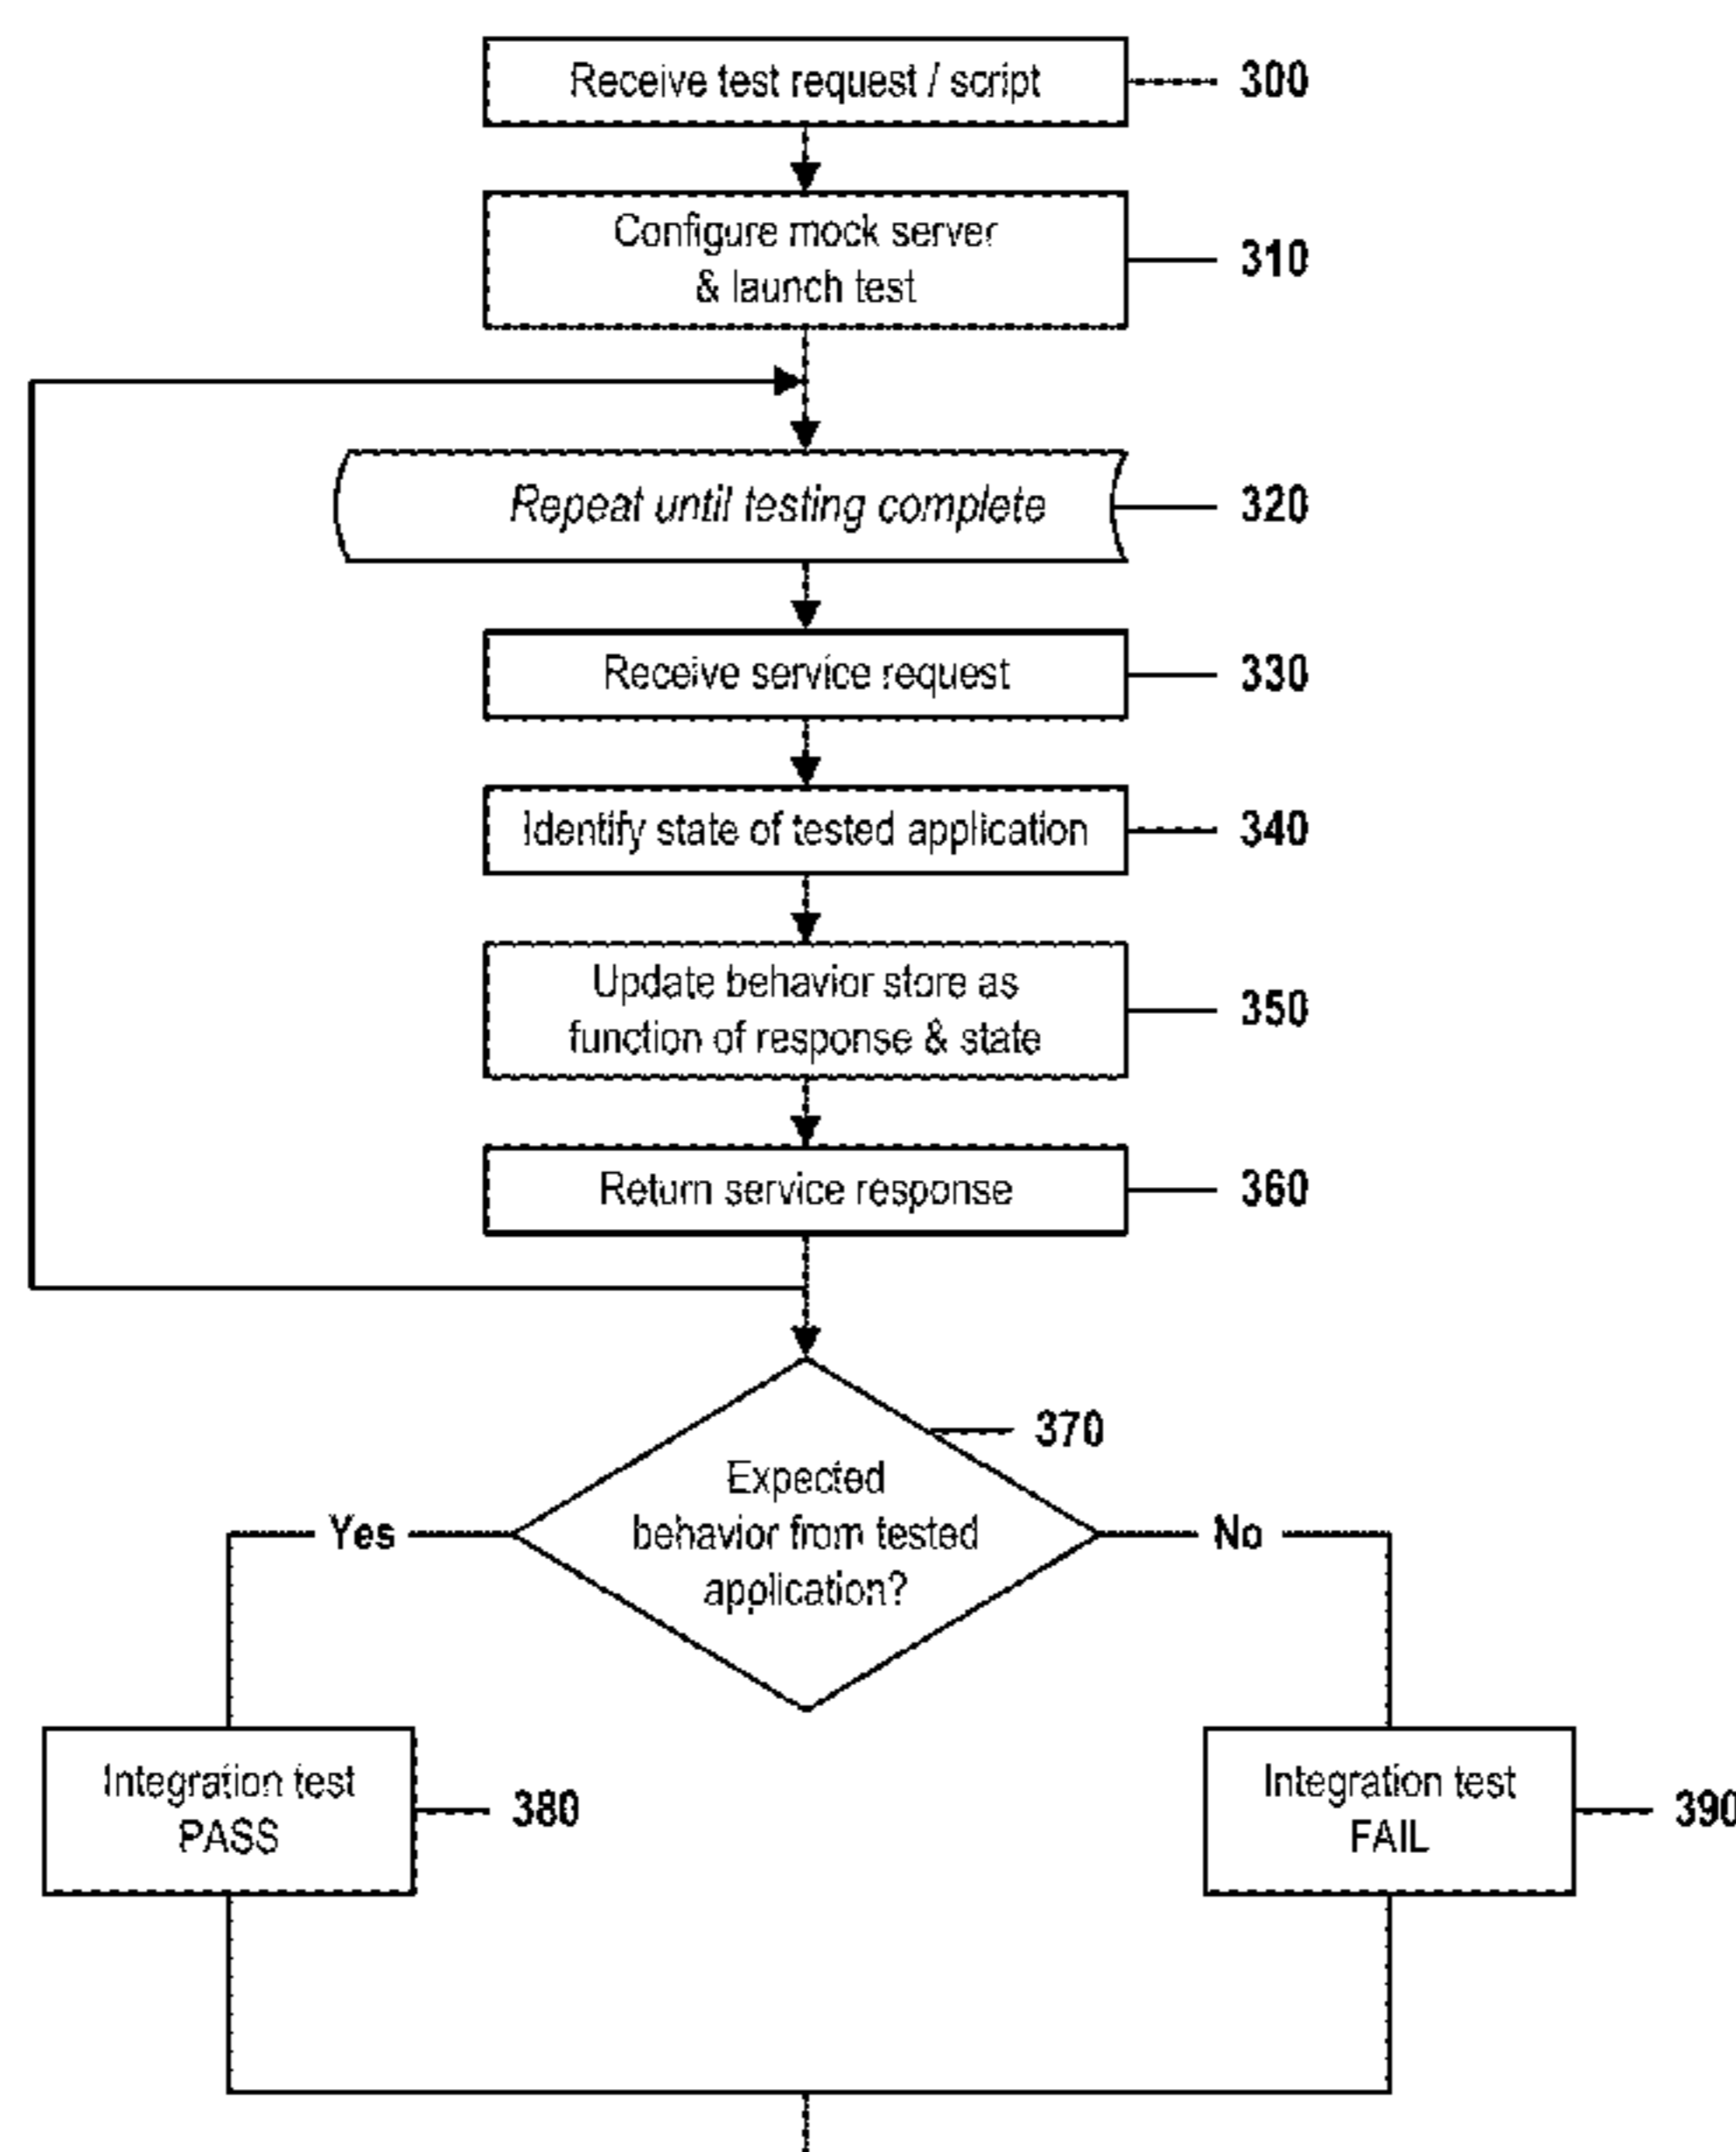 Receive test request / script
300
Configure mock server
& launch test
310
Repeat until testing complete
320
Receive service request
330
Identify state of tested application
340
Update behavior store as
function of response & state
350
Return service response
360
370
Expected
behavior from tested
application?
Yes
No
Integration test
PASS
380
Integration test
FAIL
390